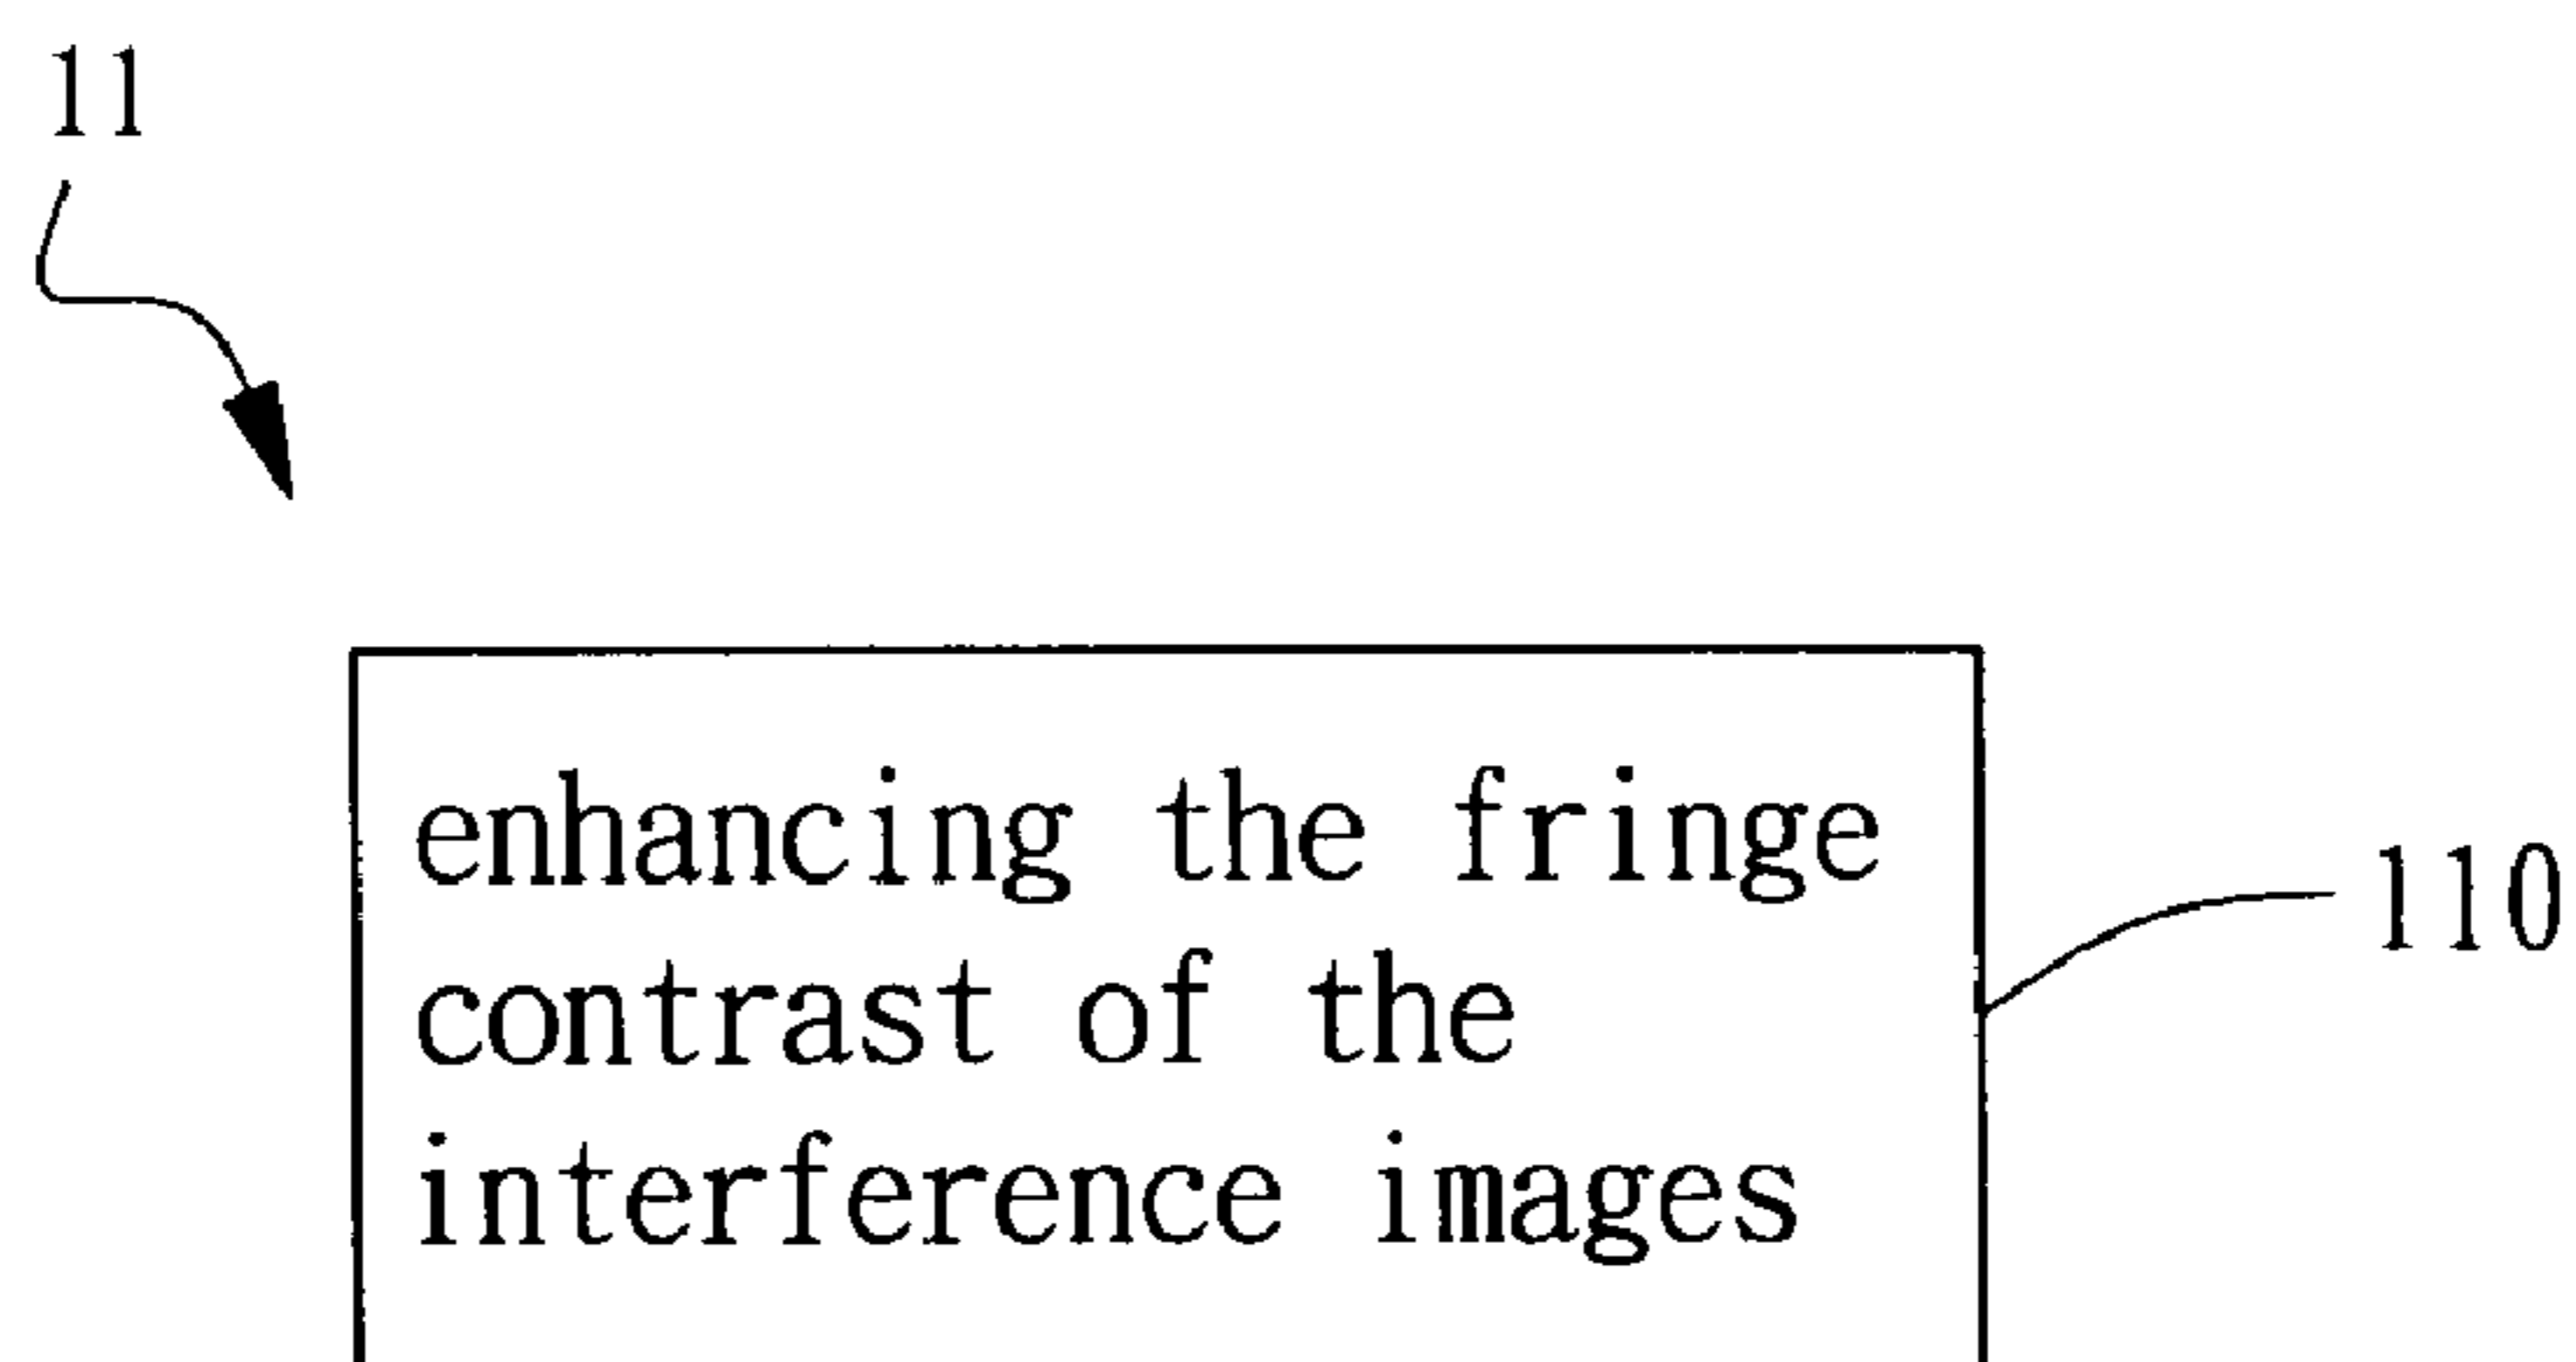 11
enhancing the fringe
contrast of the
interference images
110